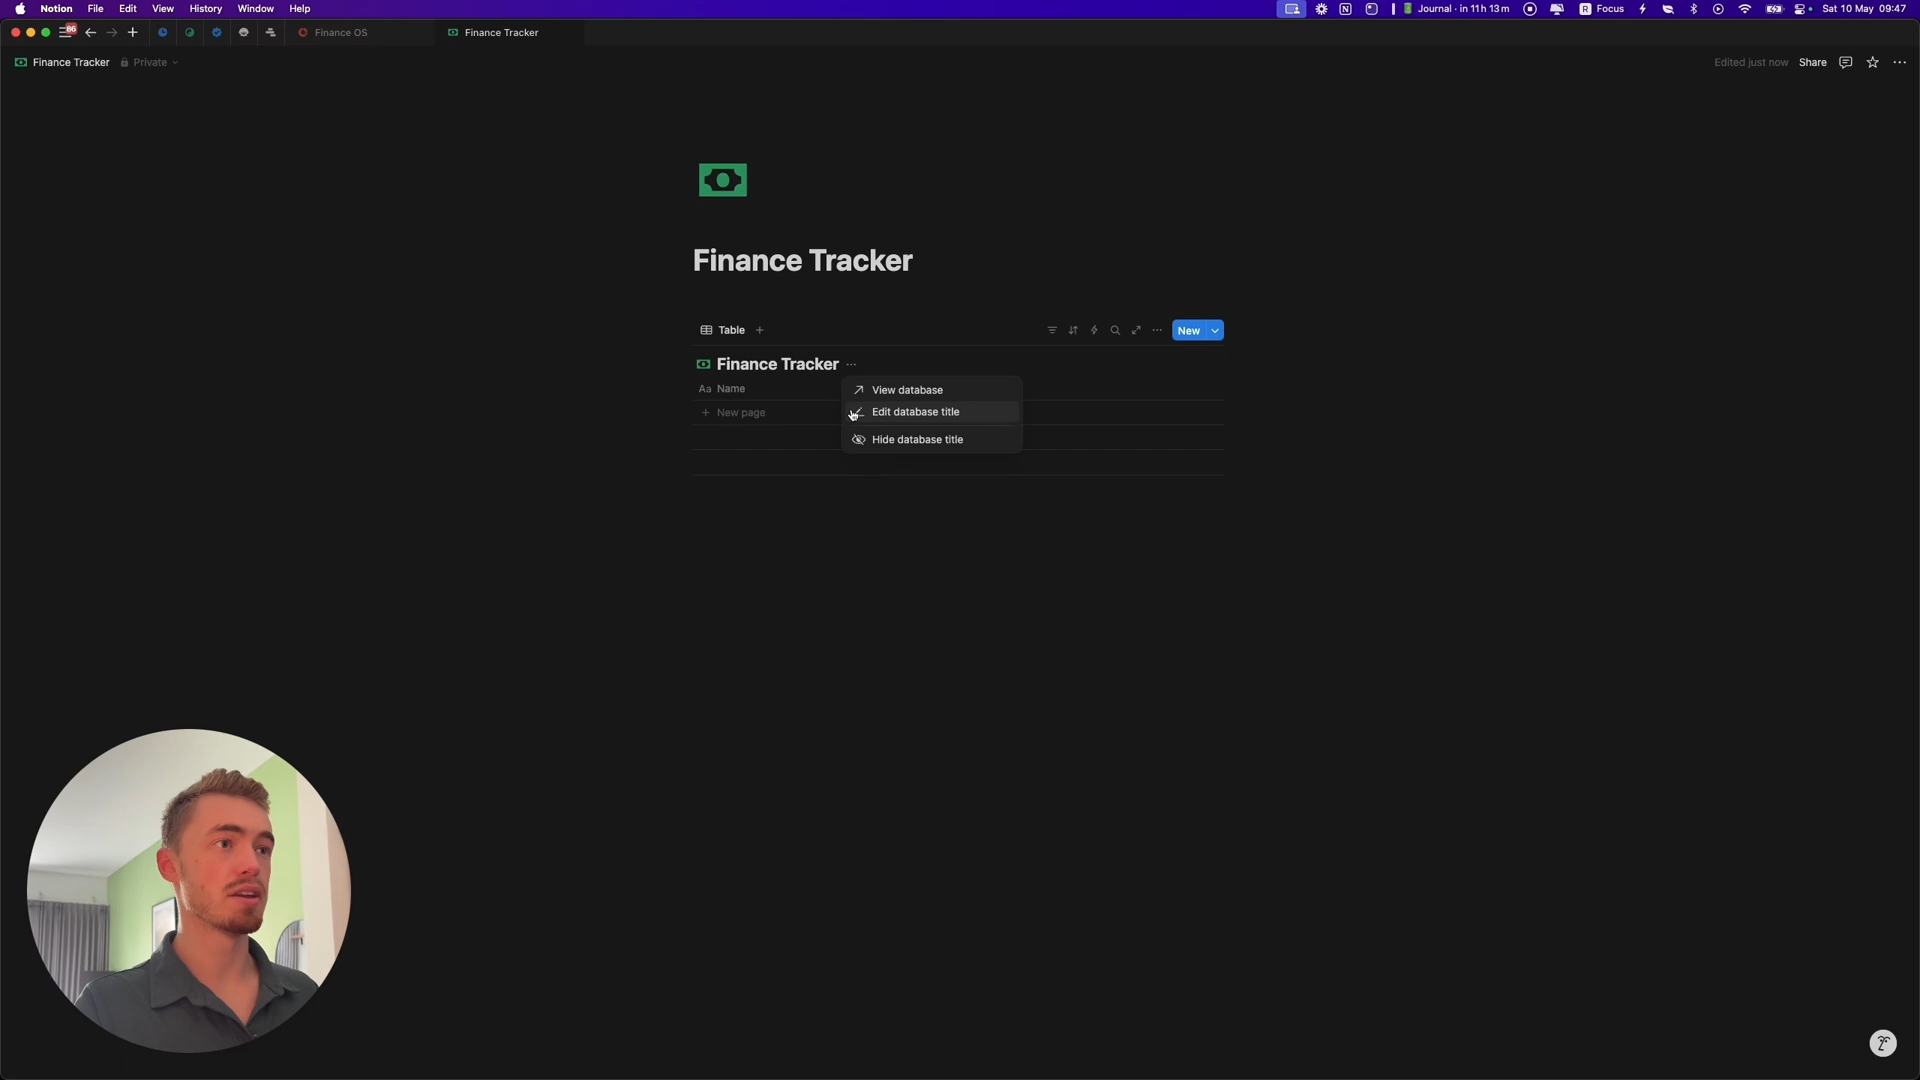 Notion File Edit View History Window Help
Journal · in 11h 13m
R Focus
Sat 10 May 09:47
86
Finance OS
Finance Tracker
Finance Tracker
Private
Edited just now
Share
Finance Tracker
Table
New
Finance Tracker
Aa Name
View database
New page
Edit database title
Hide database title